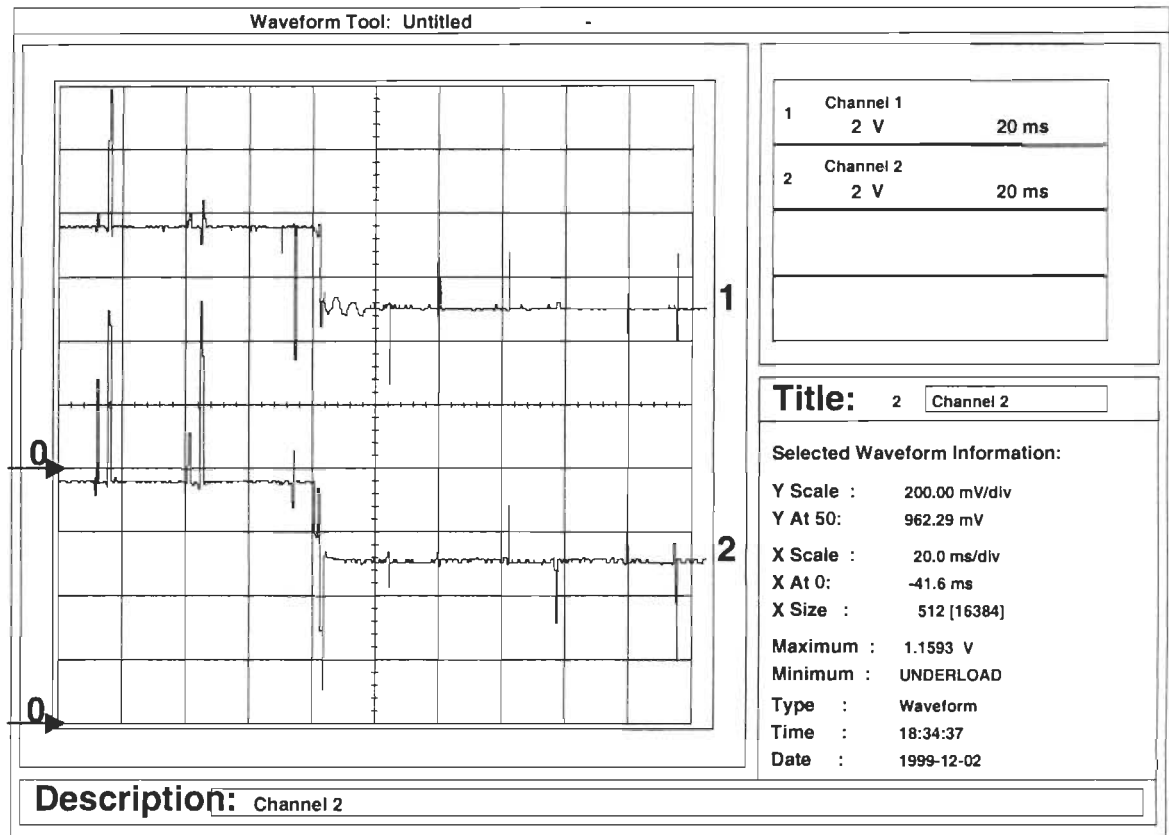 Waveform Tool: Untitled -
1 Channel 1
2 V 20 ms
2 Channel 2
2 V 20 ms
1
0
2
0
Title: 2 Channel 2
Selected Waveform Information:
Y Scale : 200.00 mV/div
Y At 50: 962.29 mV
X Scale : 20.0 ms/div
X At 0: -41.6 ms
X Size : 512 [16384]
Maximum : 1.1593 V
Minimum : UNDERLOAD
Type : Waveform
Time : 18:34:37
Date : 1999-12-02
Description: Channel 2